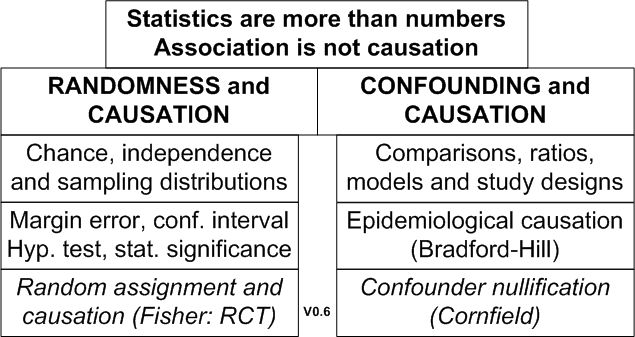 Statistics are more than numbers
Association is not causation
RANDOMNESS and
CAUSATION
CONFOUNDING and
CAUSATION
Chance, independence
and sampling distributions
Comparisons, ratios,
models and study designs
Margin error, conf. interval
Hyp. test, stat. significance
Epidemiological causation
(Bradford-Hill)
Random assignment and
causation (Fisher: RCT)
V0.6
Confounder nullification
(Cornfield)